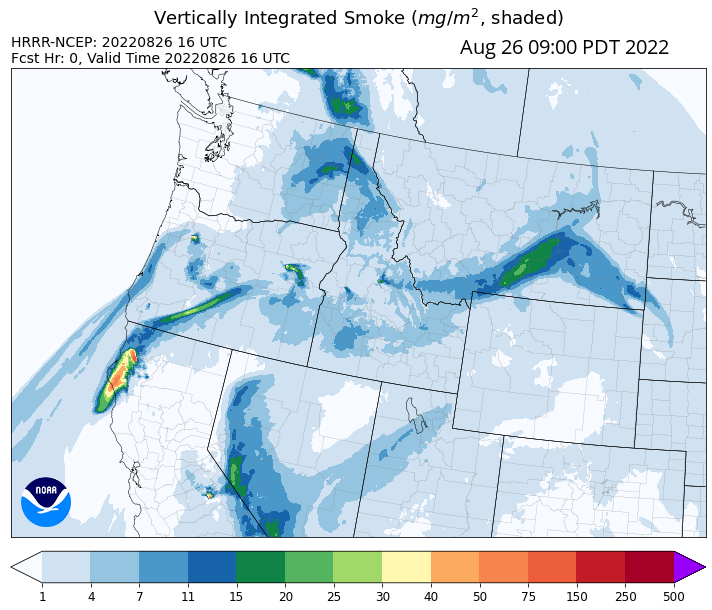 Vertically Integrated Smoke (mg/m², shaded)
HRRR-NCEP: 20220826 16 UTC
Fcst Hr: 0, Valid Time 20220826 16 UTC
Aug 26 09:00 PDT 2022
NOAA
1 4 7 11 15 20 25 30 40 50 75 150 250 500